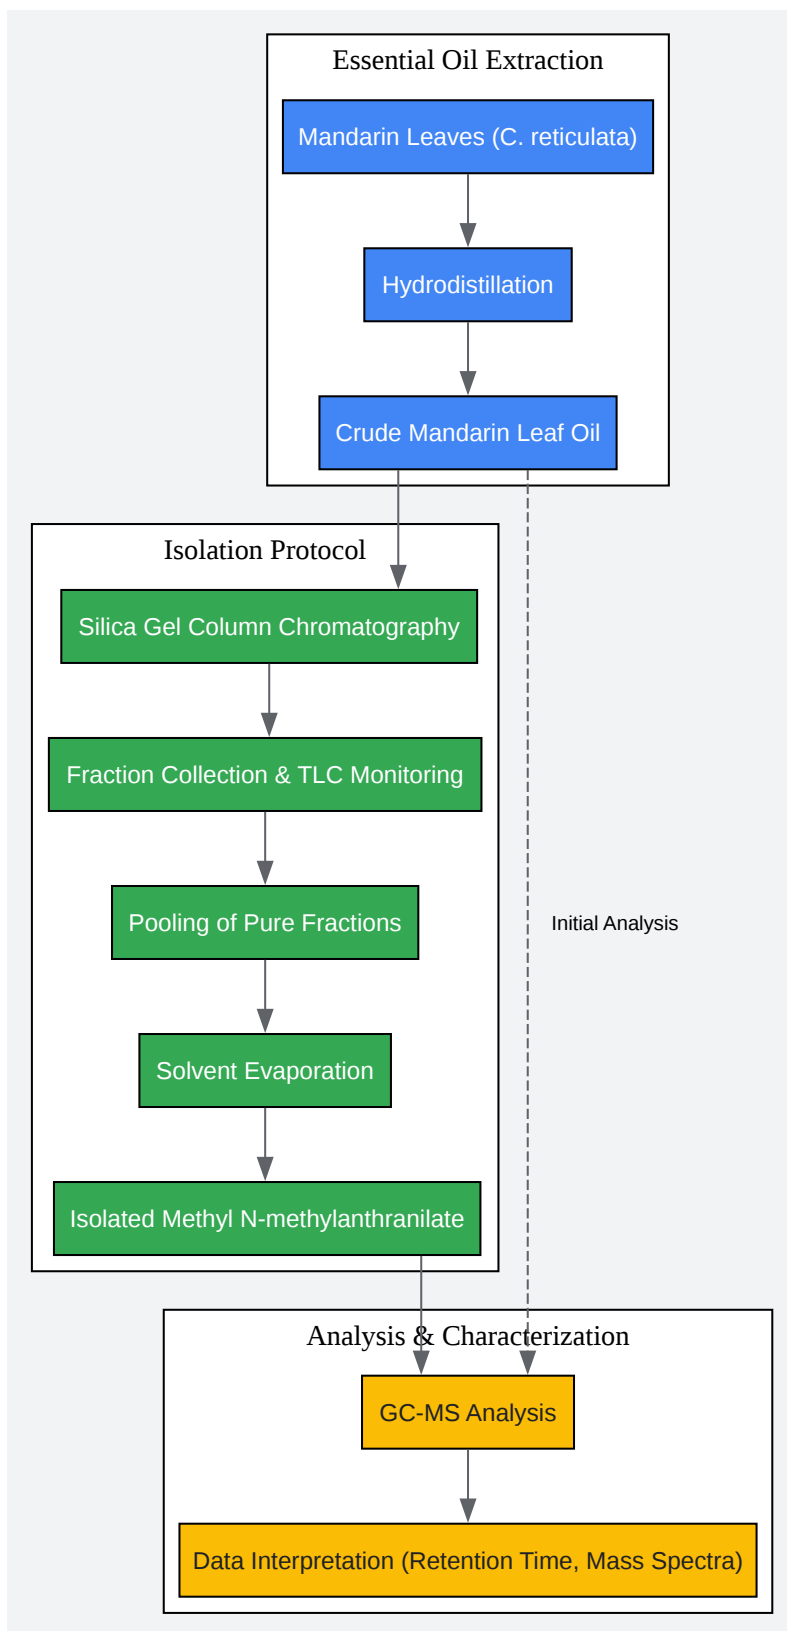 Essential Oil Extraction
Mandarin Leaves (C. reticulata)
Hydrodistillation
Crude Mandarin Leaf Oil
Isolation Protocol
Silica Gel Column Chromatography
Fraction Collection & TLC Monitoring
Pooling of Pure Fractions
Initial Analysis
Solvent Evaporation
Isolated Methyl N-methylanthranilate
Analysis & Characterization
GC-MS Analysis
Data Interpretation (Retention Time, Mass Spectra)